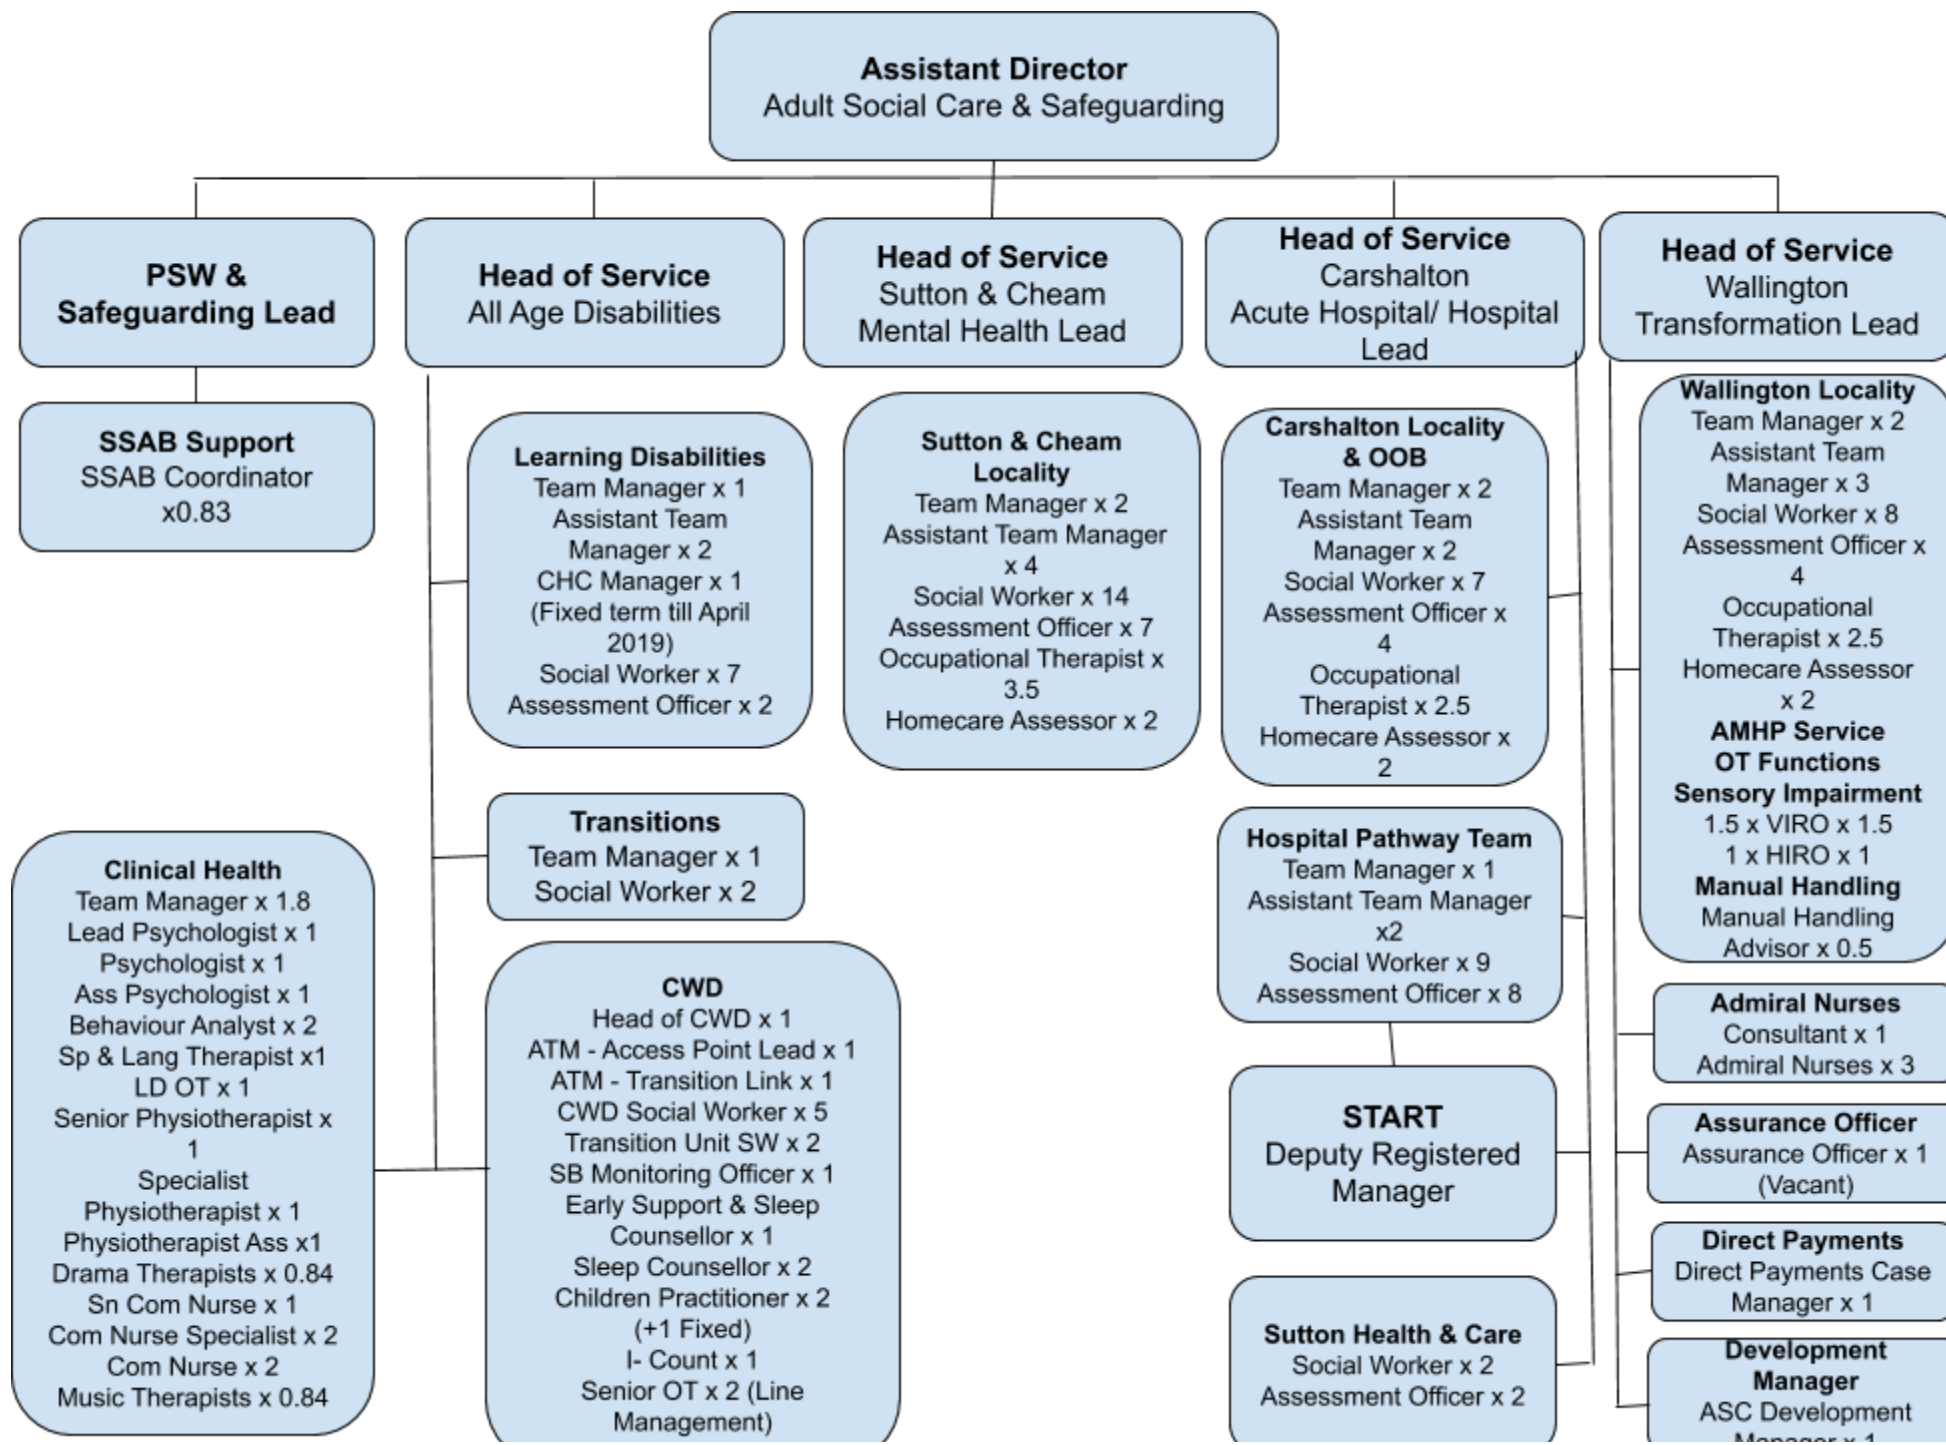 Assistant Director
Adult Social Care & Safeguarding
PSW &
Safeguarding Lead
Head of Service
All Age Disabilities
Head of Service
Sutton & Cheam
Mental Health Lead
Head of Service
Carshalton
Acute Hospital/ Hospital
Lead
Head of Service
Wallington
Transformation Lead
SSAB Support
SSAB Coordinator
x0.83
Learning Disabilities
Team Manager x 1
Assistant Team
Manager x 2
CHC Manager x 1
(Fixed term till April
2019)
Social Worker x 7
Assessment Officer x 2
Sutton & Cheam
Locality
Team Manager x 2
Assistant Team Manager
x 4
Social Worker x 14
Assessment Officer x 7
Occupational Therapist x
3.5
Homecare Assessor x 2
Carshalton Locality
& OOB
Team Manager x 2
Assistant Team
Manager x 2
Social Worker x 7
Assessment Officer x
4
Occupational
Therapist x 2.5
Homecare Assessor x
2
Wallington Locality
Team Manager x 2
Assistant Team
Manager x 3
Social Worker x 8
Assessment Officer x
4
Occupational
Therapist x 2.5
Homecare Assessor
x 2
AMHP Service
OT Functions
Sensory Impairment
1.5 x VIRO x 1.5
1 x HIRO x 1
Manual Handling
Manual Handling
Advisor x 0.5
Transitions
Team Manager x 1
Social Worker x 2
Clinical Health
Team Manager x 1.8
Lead Psychologist x 1
Psychologist x 1
Ass Psychologist x 1
Behaviour Analyst x 2
Sp & Lang Therapist x1
LD OT x 1
Senior Physiotherapist x
1
Specialist
Physiotherapist x 1
Physiotherapist Ass x1
Drama Therapists x 0.84
Sn Com Nurse x 1
Com Nurse Specialist x 2
Com Nurse x 2
Music Therapists x 0.84
CWD
Head of CWD x 1
ATM - Access Point Lead x 1
ATM - Transition Link x 1
CWD Social Worker x 5
Transition Unit SW x 2
SB Monitoring Officer x 1
Early Support & Sleep
Counsellor x 1
Sleep Counsellor x 2
Children Practitioner x 2
(+1 Fixed)
I- Count x 1
Senior OT x 2 (Line
Management)
Hospital Pathway Team
Team Manager x 1
Assistant Team Manager
x2
Social Worker x 9
Assessment Officer x 8
START
Deputy Registered
Manager
Sutton Health & Care
Social Worker x 2
Assessment Officer x 2
Admiral Nurses
Consultant x 1
Admiral Nurses x 3
Assurance Officer
Assurance Officer x 1
(Vacant)
Direct Payments
Direct Payments Case
Manager x 1
Development
Manager
ASC Development
Manager x 1